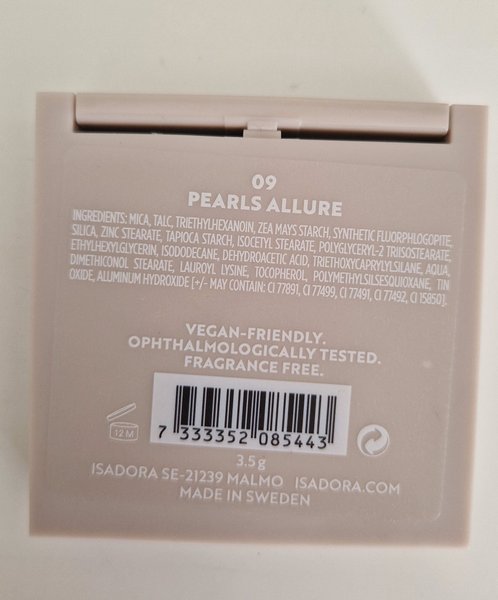 09
PEARLS ALLURE
INGREDIENTS: MICA, TALC, TRIETHYLHEXANOIN, ZEA MAYS STARCH, SYNTHETIC FLUORPHLOGOPITE,
SILICA, ZINC STEARATE, TAPIOCA STARCH, ISOCETYL STEARATE, POLYGLYCERYL-2 TRIISOSTEARATE,
ETHYLHEXYLGLYCERIN, ISODODECANE, DEHYDROACETIC ACID, TRIETHOXYCAPRYLYLSILANE, AQUA,
DIMETHICONOL STEARATE, LAUROYL LYSINE, TOCOPHEROL, POLYMETHYLSILSESQUIOXANE, TIN
OXIDE, ALUMINUM HYDROXIDE [+/- MAY CONTAIN: CI 77891, CI 77499, CI 77491, CI 77492, CI 15850].
VEGAN-FRIENDLY.
OPHTHALMOLOGICALLY TESTED.
FRAGRANCE FREE.
12 M
7 333352 085443
3.5 g
ISADORA SE-21239 MALMO ISADORA.COM
MADE IN SWEDEN